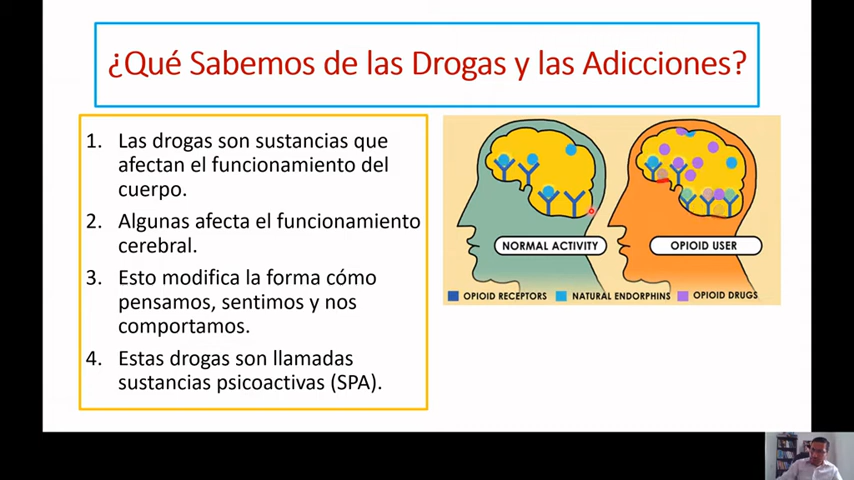 ¿Qué Sabemos de las Drogas y las Adicciones?
1. Las drogas son sustancias que
afectan el funcionamiento del
cuerpo.
2. Algunas afecta el funcionamiento
cerebral.
3. Esto modifica la forma cómo
pensamos, sentimos y nos
comportamos.
4. Estas drogas son llamadas
sustancias psicoactivas (SPA).
NORMAL ACTIVITY
OPIOID USER
OPIOID RECEPTORS
NATURAL ENDORPHINS
OPIOID DRUGS